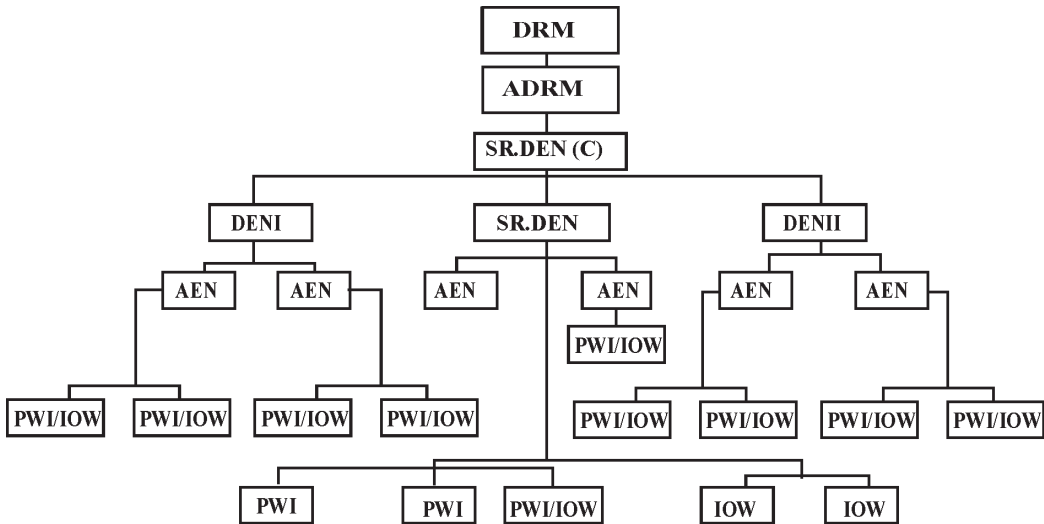 DRM
ADRM
SR.DEN (C)
DENI
SR.DEN
DENII
AEN
AEN
AEN
AEN
AEN
AEN
PWI/IOW
PWI/IOW
PWI/IOW
PWI/IOW
PWI/IOW
PWI/IOW
PWI/IOW
PWI/IOW
PWI/IOW
PWI
PWI
PWI/IOW
IOW
IOW